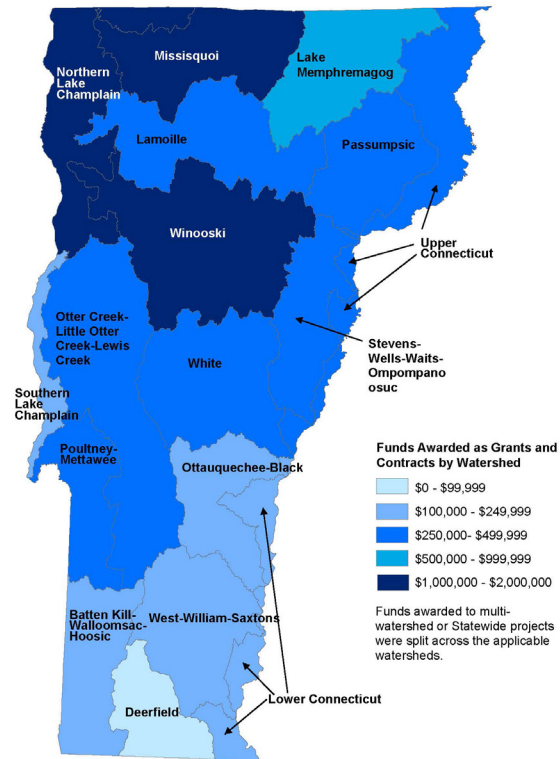 Missisquoi
Lake
Memphremagog
Northern
Lake
Champlain
Lamoille
Passumpsic
Winooski
Upper
Connecticut
Otter Creek-
Little Otter
Creek-Lewis
Creek
Stevens-
Wells-Waits-
Ompompano
osuc
White
Southern
Lake
Champlain
Poultney-
Mettawee
Ottauquechee-Black
Funds Awarded as Grants and
Contracts by Watershed
$0 - $99,999
$100,000 - $249,999
$250,000- $499,999
$500,000 - $999,999
$1,000,000 - $2,000,000
Funds awarded to multi-
watershed or Statewide projects
were split across the applicable
watersheds.
Batten Kill-
Walloomsac-
Hoosic
West-William-Saxtons
Lower Connecticut
Deerfield